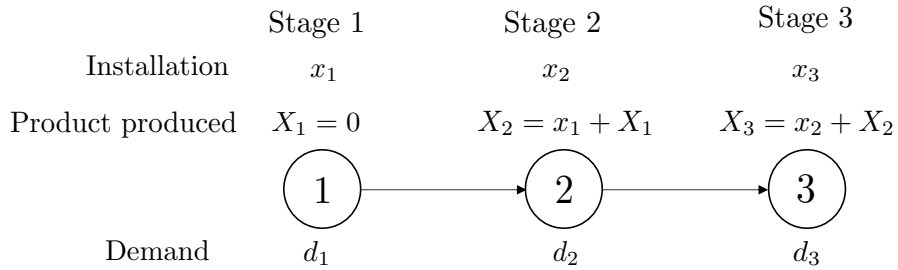 Stage 1 Stage 2 Stage 3
Installation x₁ x₂ x₃
Product produced X₁ = 0 X₂ = x₁ + X₁ X₃ = x₂ + X₂
1 2 3
Demand d₁ d₂ d₃